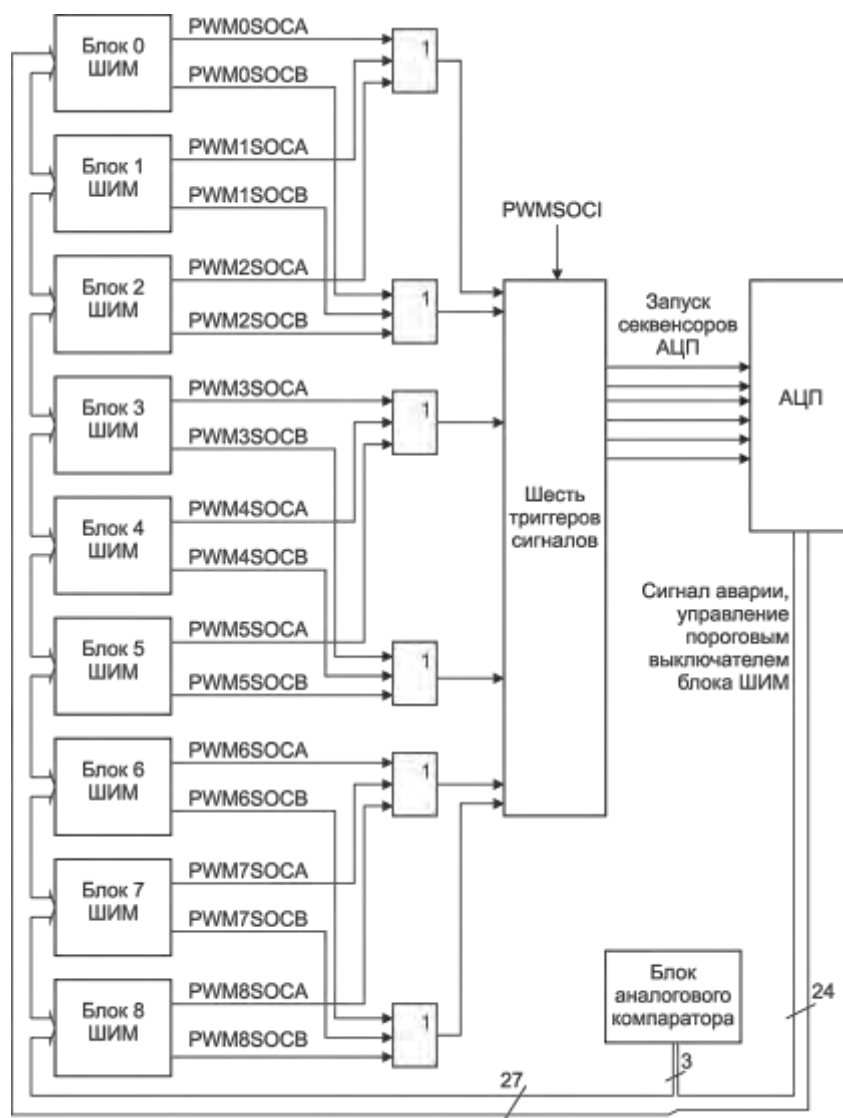 Блок 0
ШИМ
PWM0SOCA
PWM0SOCB
1
Блок 1
ШИМ
PWM1SOCA
PWM1SOCB
Блок 2
ШИМ
PWM2SOCA
PWM2SOCB
1
Блок 3
ШИМ
PWM3SOCA
PWM3SOCB
1
Блок 4
ШИМ
PWM4SOCA
PWM4SOCB
Блок 5
ШИМ
PWM5SOCA
PWM5SOCB
1
Блок 6
ШИМ
PWM6SOCA
PWM6SOCB
1
Блок 7
ШИМ
PWM7SOCA
PWM7SOCB
Блок 8
ШИМ
PWM8SOCA
PWM8SOCB
1
PWMSOCI
Шесть
триггеров
сигналов
Запуск
секвенсоров
АЦП
АЦП
Сигнал аварии,
управление
пороговым
выключателем
блока ШИМ
Блок
аналогового
компаратора
24
3
27